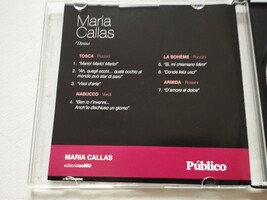 Maria
Callas
Divina
TOSCA - Puccini
1. "Mario! Mario! Mario!"
2. "Ah, quegli occhi... quale occhio al
mondo può star di paro"
3. "Vissi d'arte"
NABUCCO - Verdi
4. "Ben io t'invenni...
Anch'io dischiuso un giorno"
LA BOHÈME - Puccini
5. "Sì, mi chiamano Mimì"
6. "Donde lieta uscì"
ARMIDA - Rossini
7. "D'amore al dolce"
MARIA CALLAS
Público